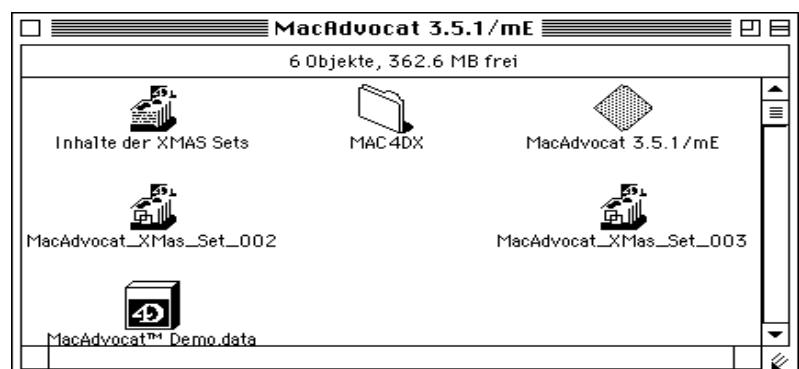 MacAdvocat 3.5.1/mE
6 Objekte, 362.6 MB frei
Inhalte der XMAS Sets
MAC4DX
MacAdvocat 3.5.1/mE
MacAdvocat_XMas_Set_002
MacAdvocat_XMas_Set_003
4D
MacAdvocat™ Demo.data